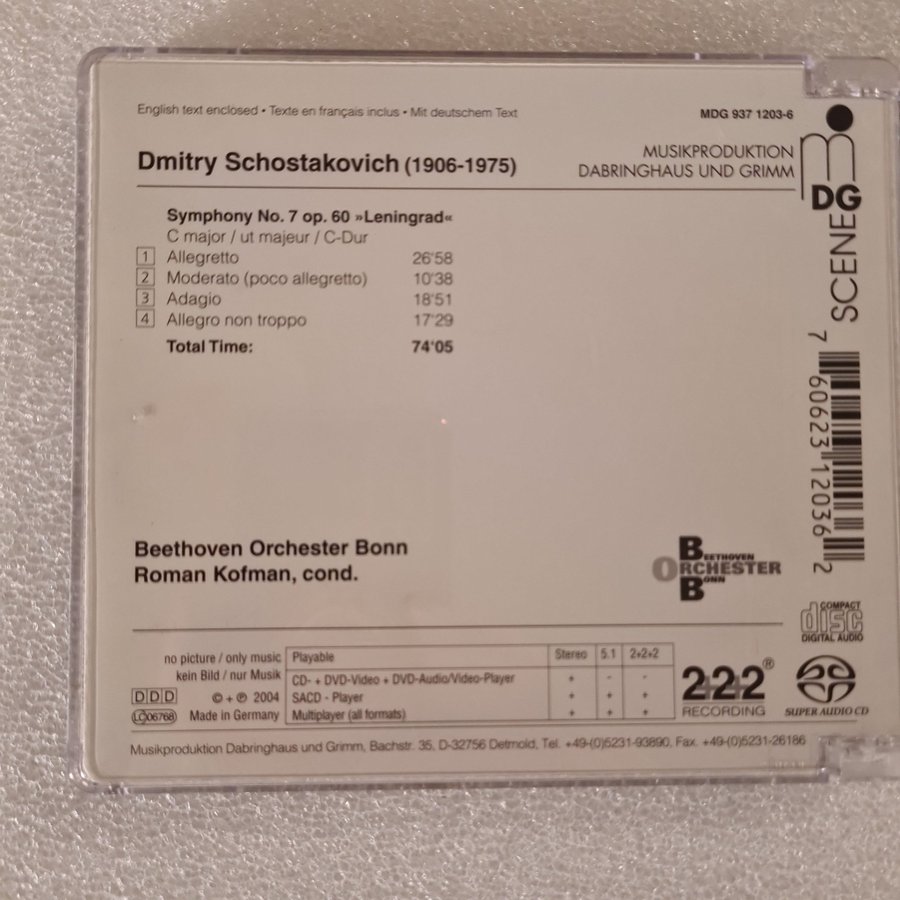 English text enclosed • Texte en français inclus • Mit deutschem Text
MDG 937 1203-6
Dmitry Schostakovich (1906-1975)
MUSIKPRODUKTION
DABRINGHAUS UND GRIMM
DG
SCENE
Symphony No. 7 op. 60 »Leningrad«
C major / ut majeur / C-Dur
1 Allegretto 26'58
2 Moderato (poco allegretto) 10'38
3 Adagio 18'51
4 Allegro non troppo 17'29
Total Time: 74'05
7 60623 12036 2
Beethoven Orchester Bonn
Roman Kofman, cond.
BEETHOVEN
ORCHESTER
BONN
COMPACT
disc
DIGITAL AUDIO
no picture / only music
kein Bild / nur Musik
DDD © + ℗ 2004
LC 06768 Made in Germany
Playable Stereo 5.1 2+2+2
CD- + DVD-Video + DVD-Audio/Video-Player + - -
SACD - Player + + +
Multiplayer (all formats) + + +
2+2+2®
RECORDING
SUPER AUDIO CD
Musikproduktion Dabringhaus und Grimm, Bachstr. 35, D-32756 Detmold, Tel. +49-(0)5231-93890, Fax. +49-(0)5231-26186